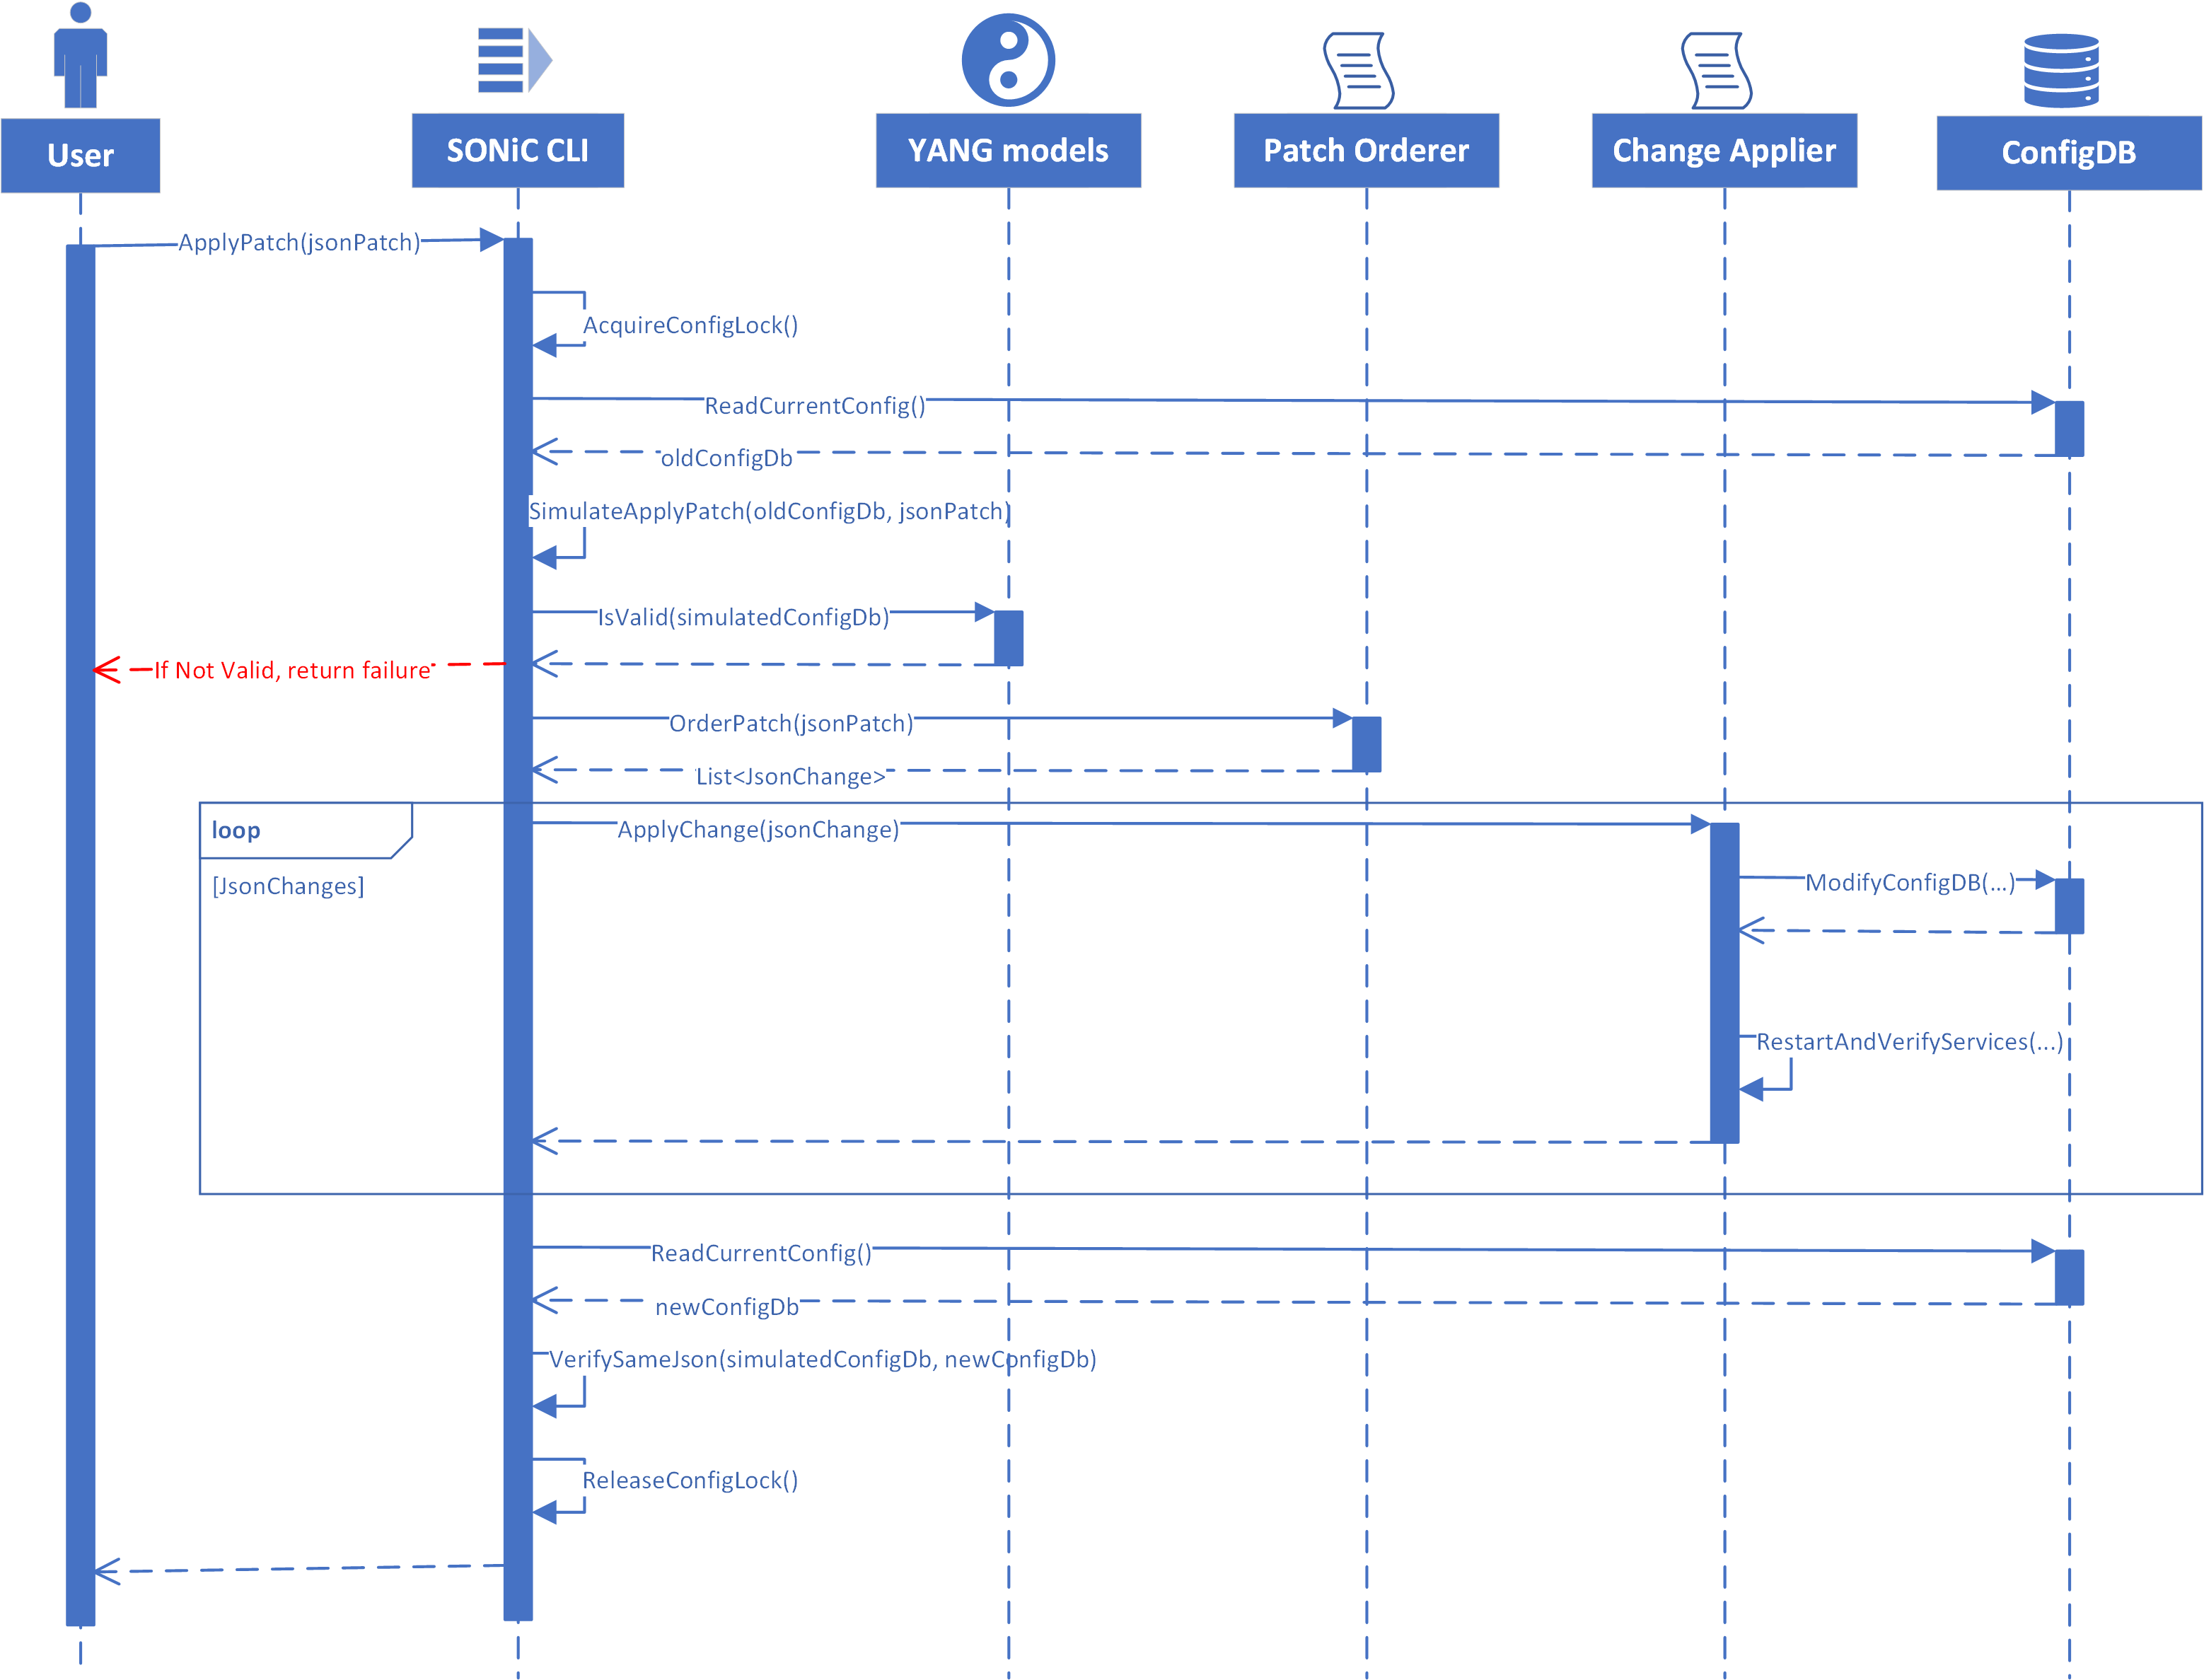 User
SONiC CLI
YANG models
Patch Orderer
Change Applier
ConfigDB
ApplyPatch(jsonPatch)
AcquireConfigLock()
ReadCurrentConfig()
oldConfigDb
SimulateApplyPatch(oldConfigDb, jsonPatch)
IsValid(simulatedConfigDb)
If Not Valid, return failure
OrderPatch(jsonPatch)
List<JsonChange>
loop
ApplyChange(jsonChange)
[JsonChanges]
ModifyConfigDB(...)
RestartAndVerifyServices(...)
ReadCurrentConfig()
newConfigDb
VerifySameJson(simulatedConfigDb, newConfigDb)
ReleaseConfigLock()